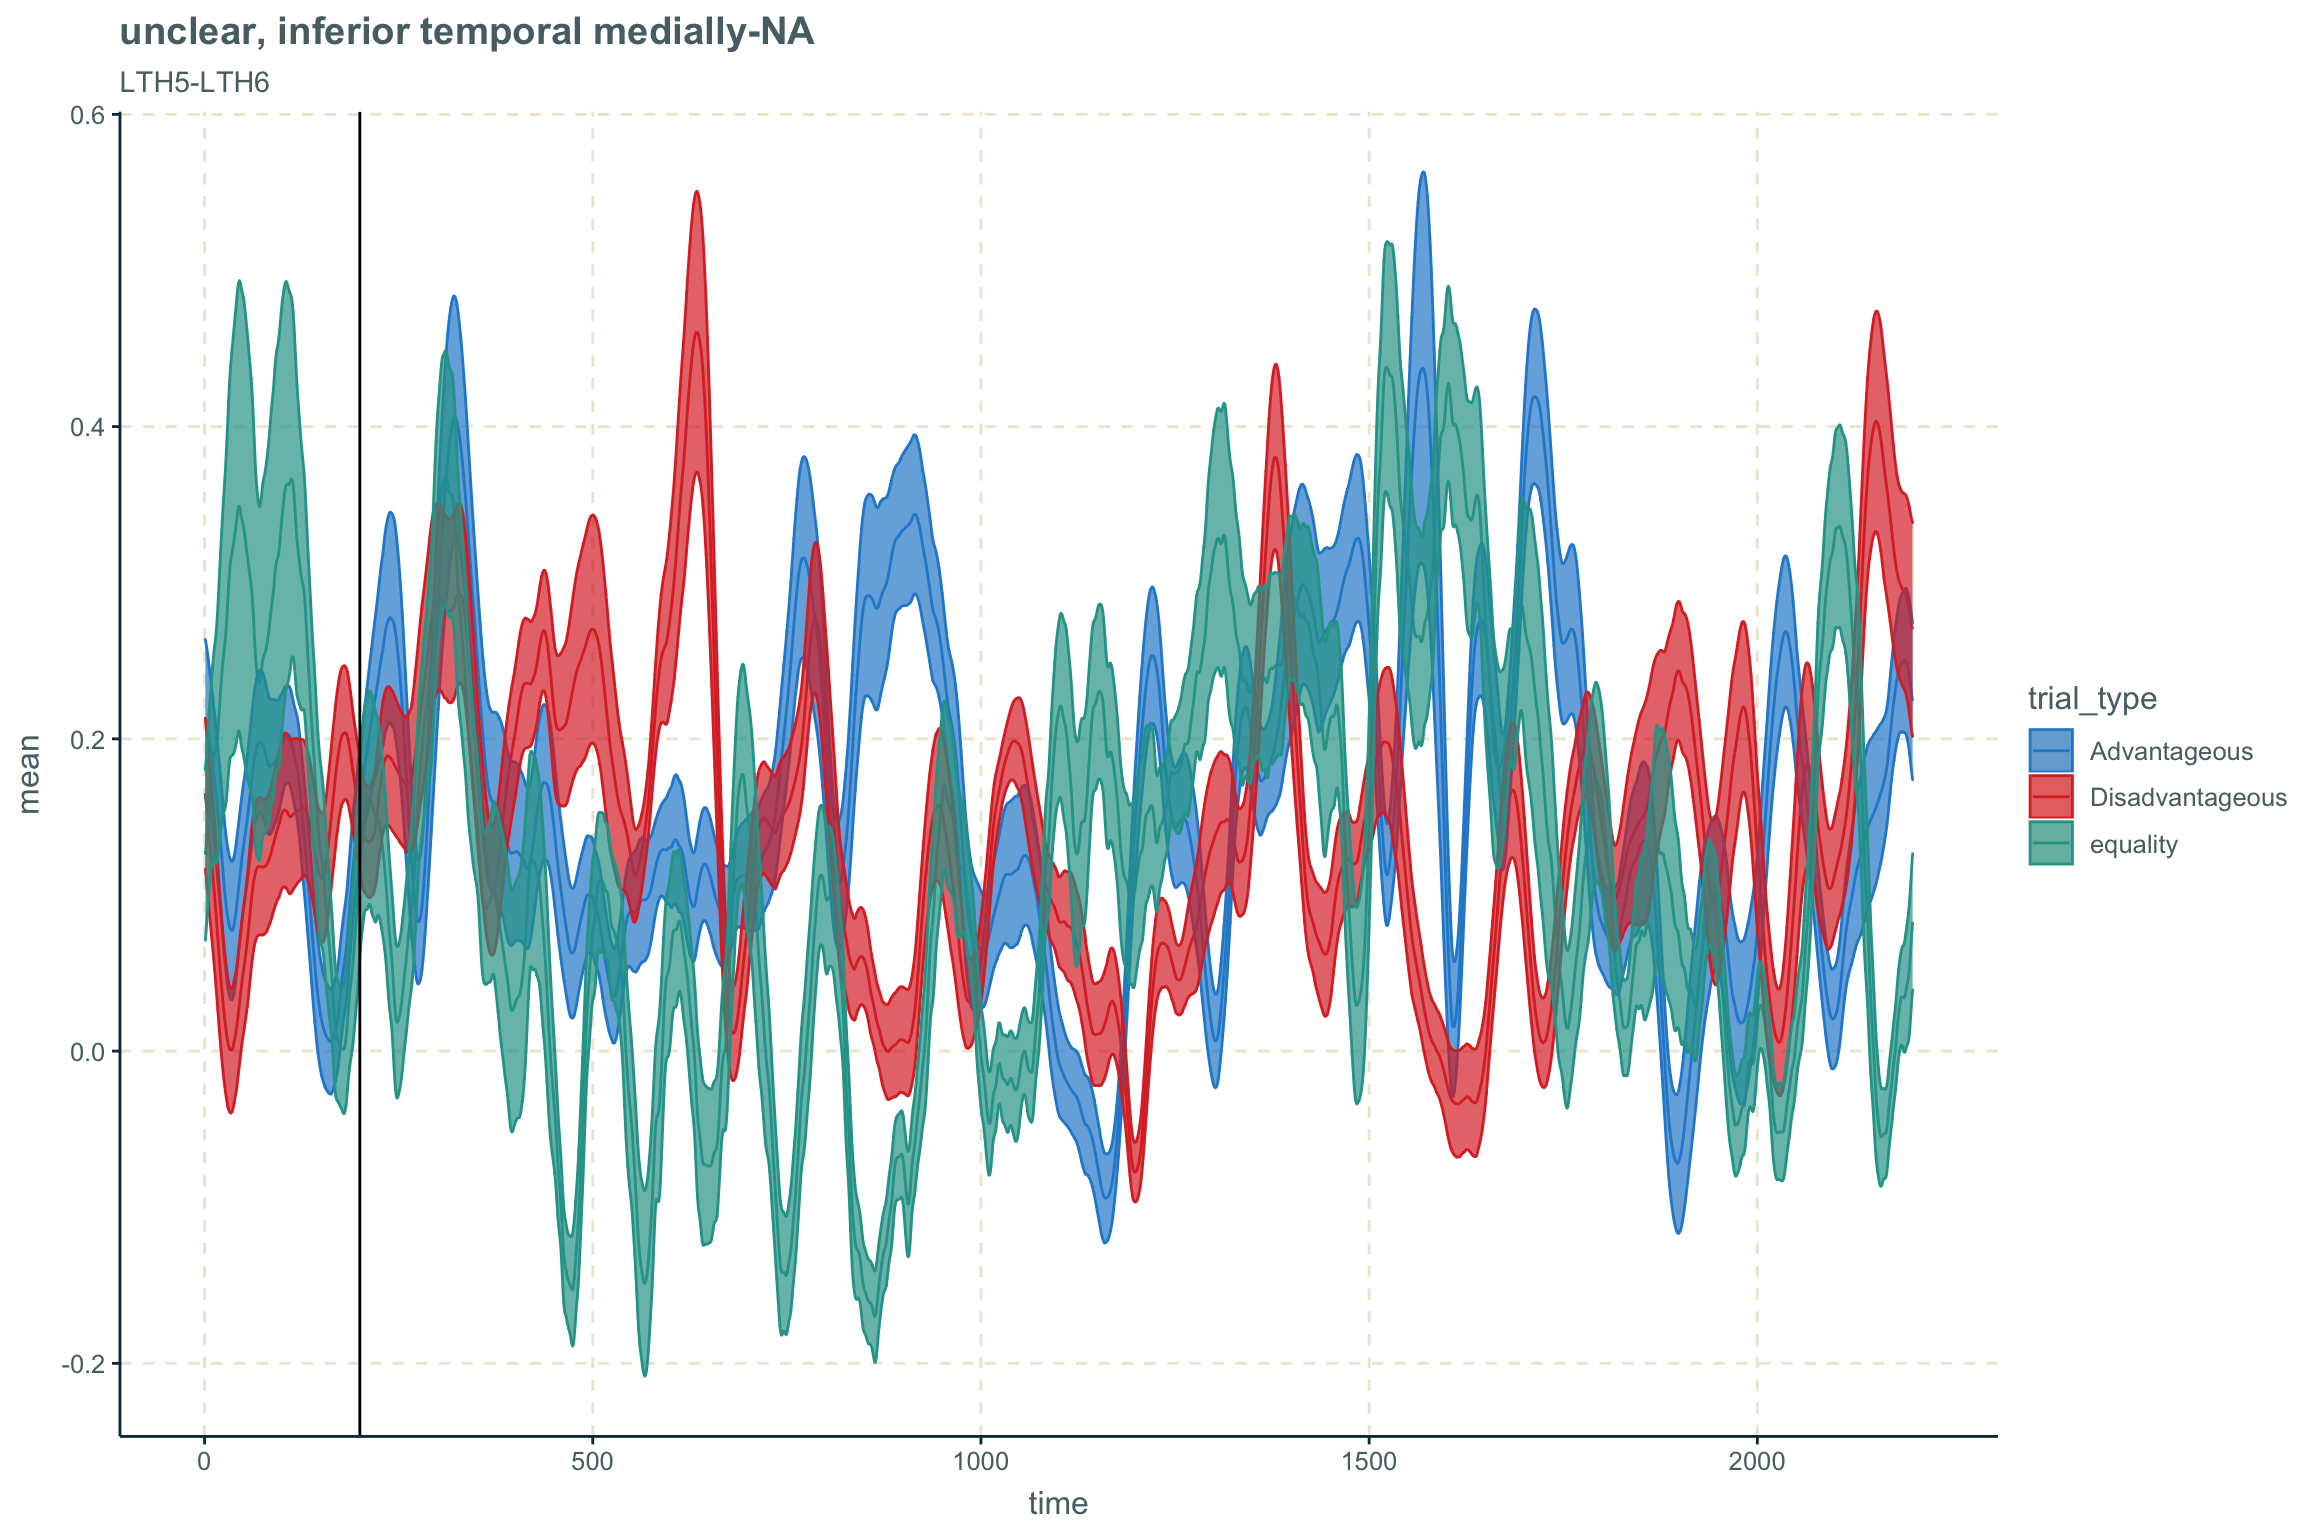 unclear, inferior temporal medially-NA
LTH5-LTH6
mean
0.6
0.4
0.2
0.0
-0.2
0 500 1000 1500 2000
time
trial_type
Advantageous
Disadvantageous
equality